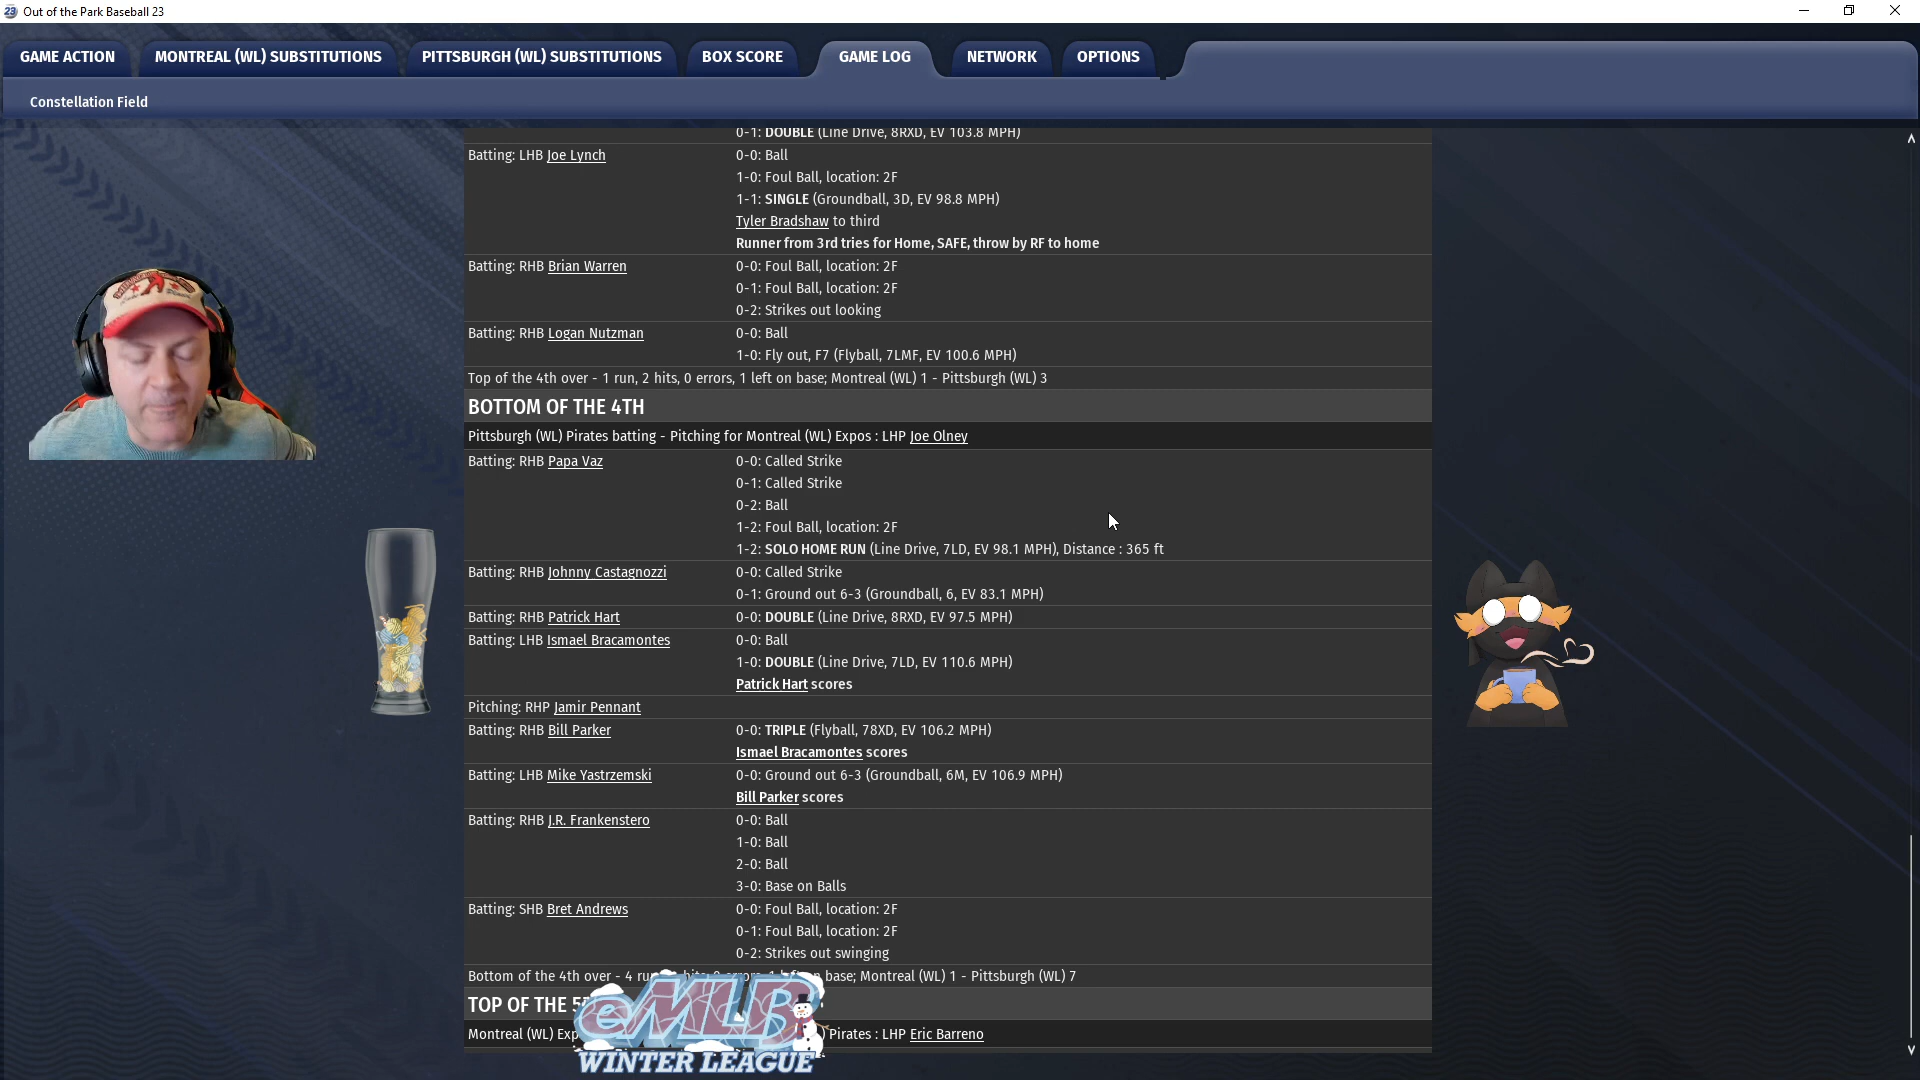 Out of the Park Baseball 23
GAME ACTION
MONTREAL (WL) SUBSTITUTIONS
PITTSBURGH (WL) SUBSTITUTIONS
BOX SCORE
GAME LOG
NETWORK
OPTIONS
Constellation Field
0-1: DOUBLE (Line Drive, 8RXD, EV 103.8 MPH)
Batting: LHB Joe Lynch
0-0: Ball
1-0: Foul Ball, location: 2F
1-1: SINGLE (Groundball, 3D, EV 98.8 MPH)
Tyler Bradshaw to third
Runner from 3rd tries for Home, SAFE, throw by RF to home
Batting: RHB Brian Warren
0-0: Foul Ball, location: 2F
0-1: Foul Ball, location: 2F
0-2: Strikes out looking
Batting: RHB Logan Nutzman
0-0: Ball
1-0: Fly out, F7 (Flyball, 7LMF, EV 100.6 MPH)
Top of the 4th over - 1 run, 2 hits, 0 errors, 1 left on base; Montreal (WL) 1 - Pittsburgh (WL) 3
BOTTOM OF THE 4TH
Pittsburgh (WL) Pirates batting - Pitching for Montreal (WL) Expos : LHP Joe Olney
Batting: RHB Papa Vaz
0-0: Called Strike
0-1: Called Strike
0-2: Ball
1-2: Foul Ball, location: 2F
1-2: SOLO HOME RUN (Line Drive, 7LD, EV 98.1 MPH), Distance : 365 ft
Batting: RHB Johnny Castagnozzi
0-0: Called Strike
0-1: Ground out 6-3 (Groundball, 6, EV 83.1 MPH)
Batting: RHB Patrick Hart
0-0: DOUBLE (Line Drive, 8RXD, EV 97.5 MPH)
Batting: LHB Ismael Bracamontes
0-0: Ball
1-0: DOUBLE (Line Drive, 7LD, EV 110.6 MPH)
Patrick Hart scores
Pitching: RHP Jamir Pennant
Batting: RHB Bill Parker
0-0: TRIPLE (Flyball, 78XD, EV 106.2 MPH)
Ismael Bracamontes scores
Batting: LHB Mike Yastrzemski
0-0: Ground out 6-3 (Groundball, 6M, EV 106.9 MPH)
Bill Parker scores
Batting: RHB J.R. Frankenstero
0-0: Ball
1-0: Ball
2-0: Ball
3-0: Base on Balls
Batting: SHB Bret Andrews
0-0: Foul Ball, location: 2F
0-1: Foul Ball, location: 2F
0-2: Strikes out swinging
Bottom of the 4th over - 4 base; Montreal (WL) 1 - Pittsburgh (WL) 7
TOP OF THE
Montreal (WL) Pirates : LHP Eric Barreno
eMLB
WINTER LEAGUE